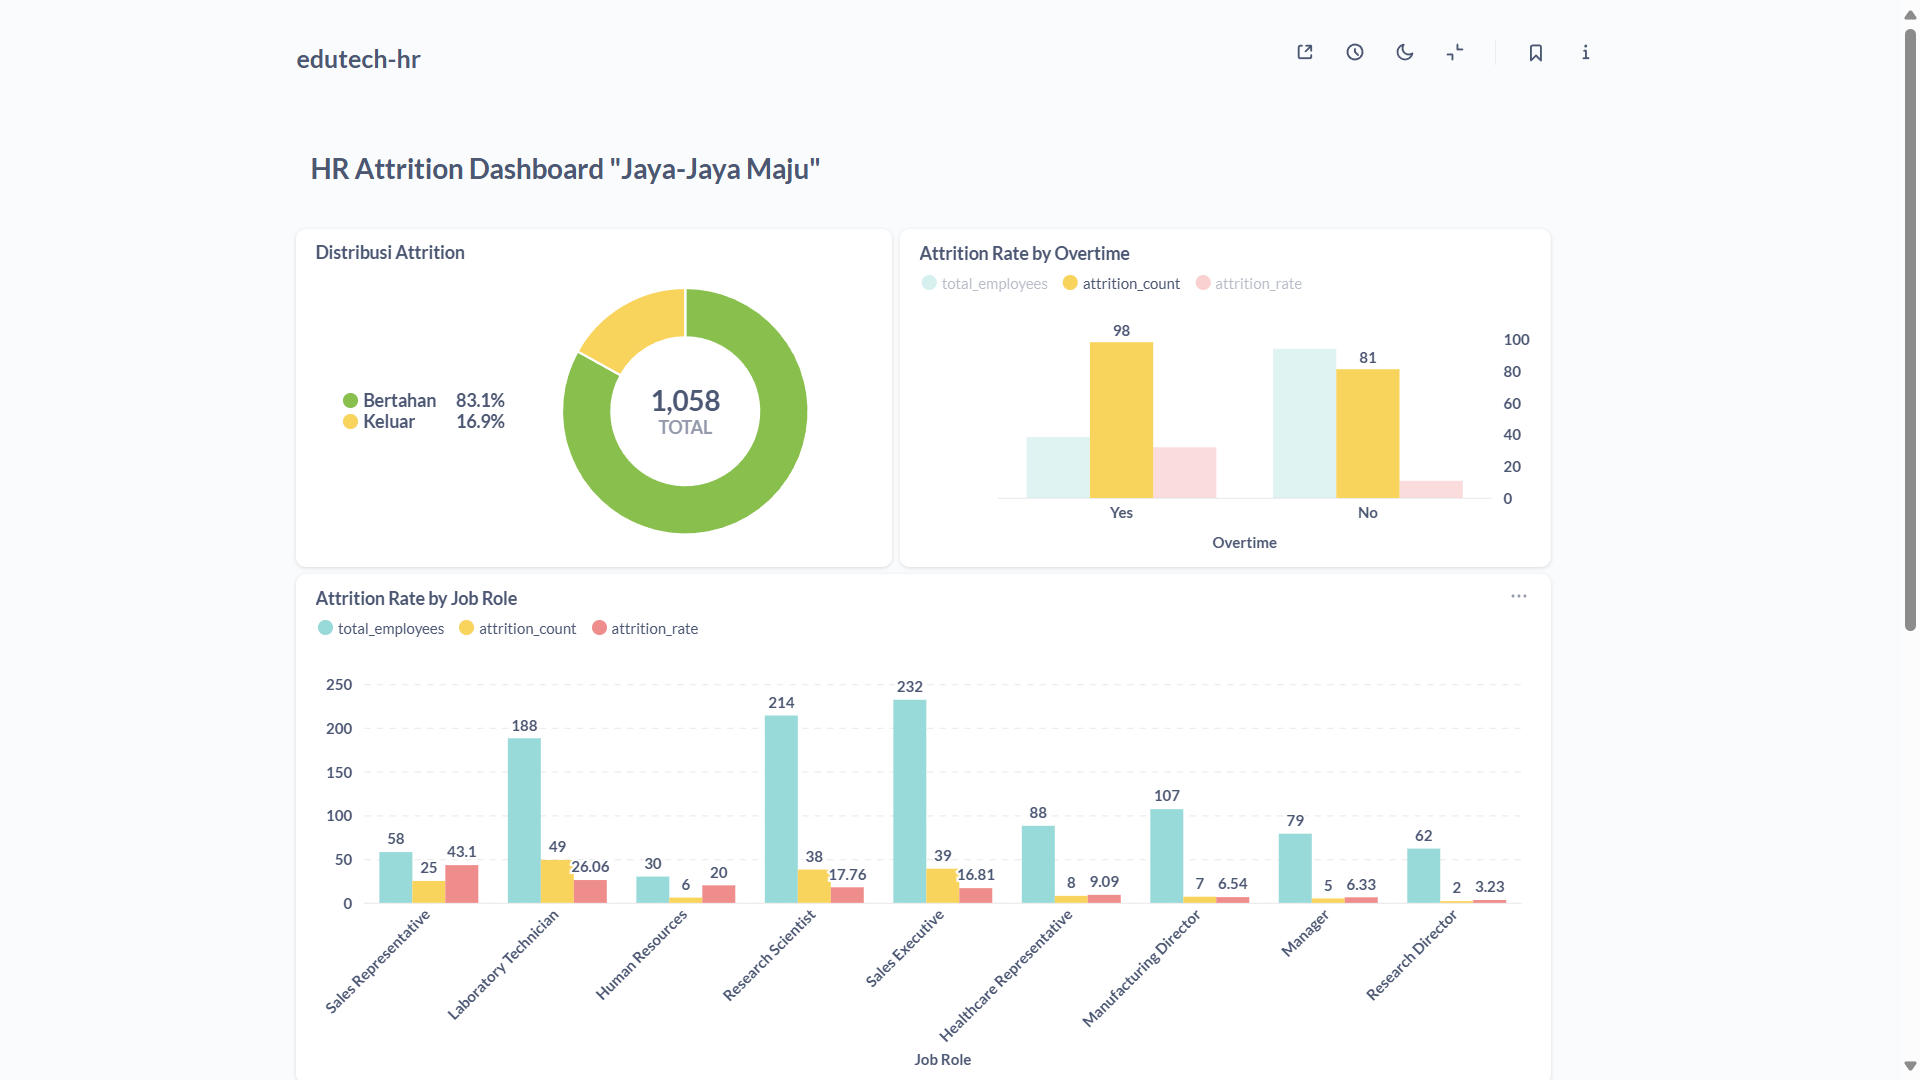 edutech-hr
HR Attrition Dashboard "Jaya-Jaya Maju"
Distribusi Attrition
Bertahan 83.1%
Keluar 16.9%
1,058
TOTAL
Attrition Rate by Overtime
total_employees attrition_count attrition_rate
98
81
100
80
60
40
20
0
Yes No
Overtime
Attrition Rate by Job Role
total_employees attrition_count attrition_rate
250
200
150
100
50
0
58 25 43.1
188 49 26.06
30 6 20
214 38 17.76
232 39 16.81
88 8 9.09
107 7 6.54
79 5 6.33
62 2 3.23
Sales Representative
Laboratory Technician
Human Resources
Research Scientist
Sales Executive
Healthcare Representative
Manufacturing Director
Manager
Research Director
Job Role